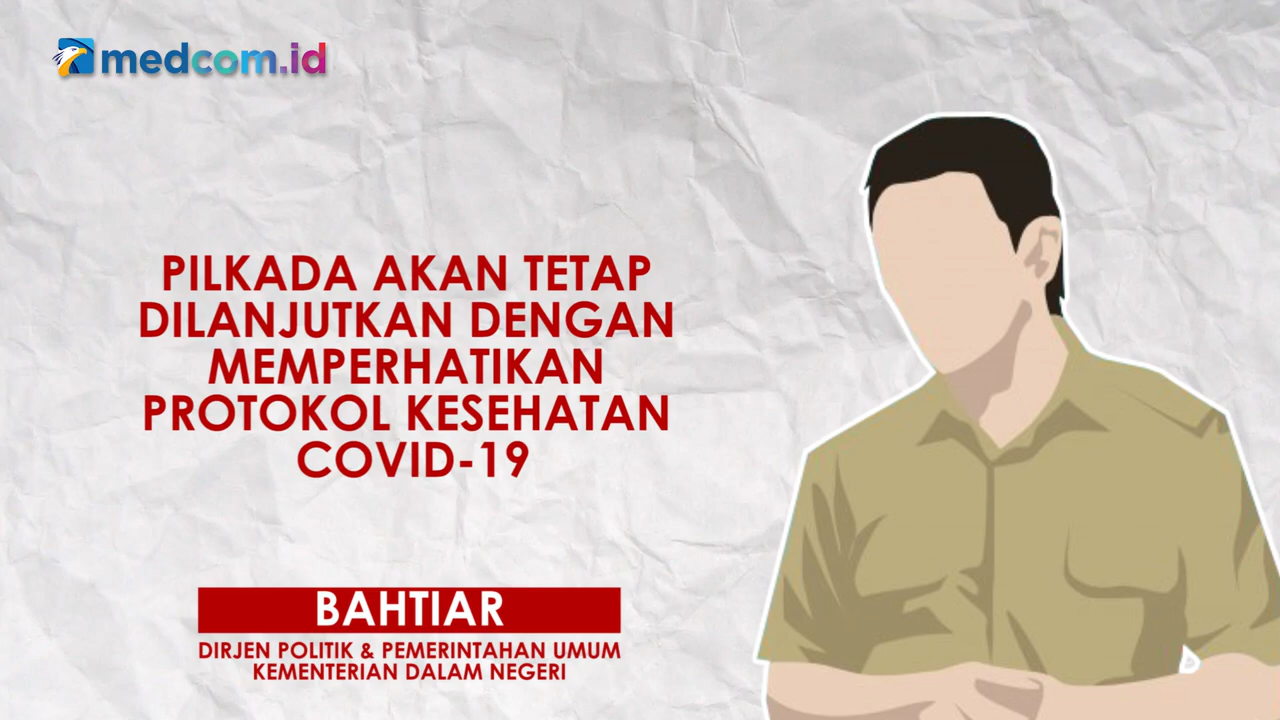 medcom.id
PILKADA AKAN TETAP
DILANJUTKAN DENGAN
MEMPERHATIKAN
PROTOKOL KESEHATAN
COVID-19
BAHTIAR
DIRJEN POLITIK & PEMERINTAHAN UMUM
KEMENTERIAN DALAM NEGERI